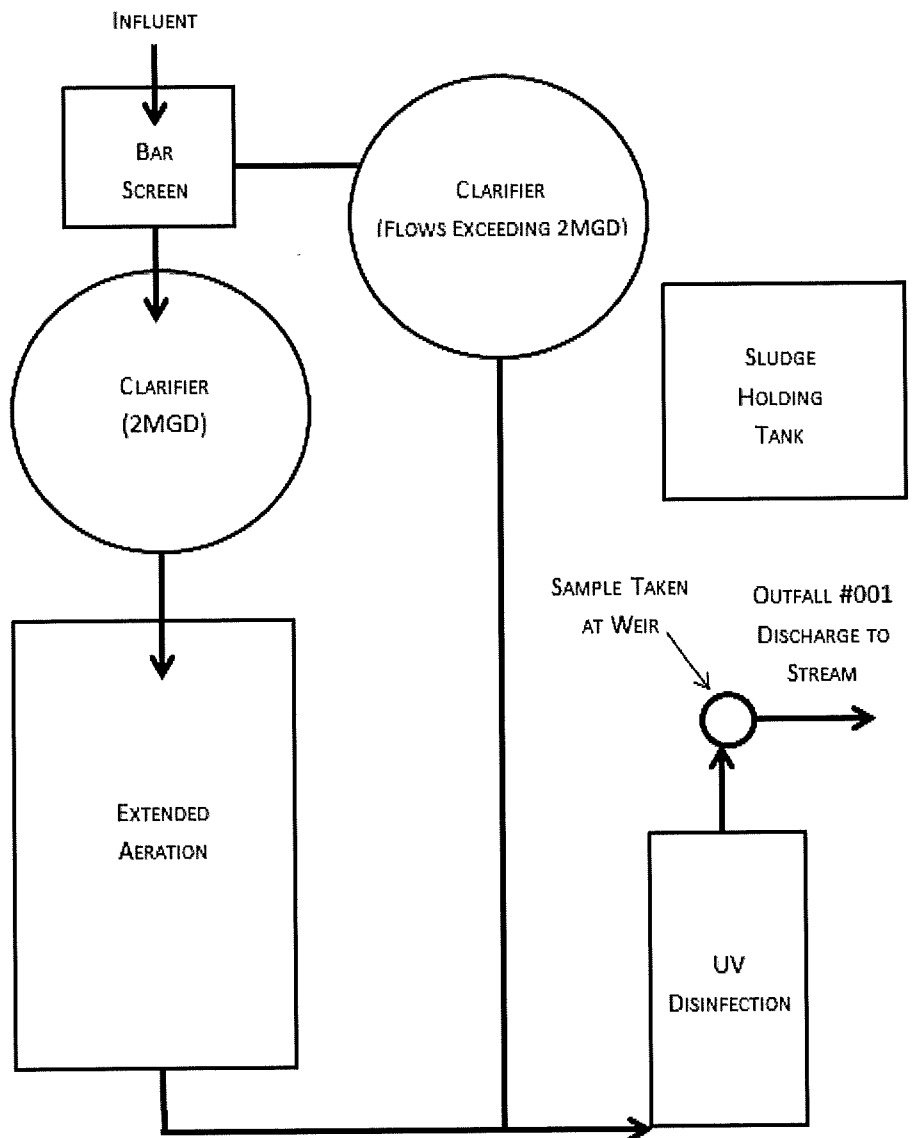 INFLUENT
BAR
SCREEN
CLARIFIER
(FLOWS EXCEEDING 2MGD)
CLARIFIER
(2MGD)
SLUDGE
HOLDING
TANK
SAMPLE TAKEN
AT WEIR
OUTFALL #001
DISCHARGE TO
STREAM
EXTENDED
AERATION
UV
DISINFECTION